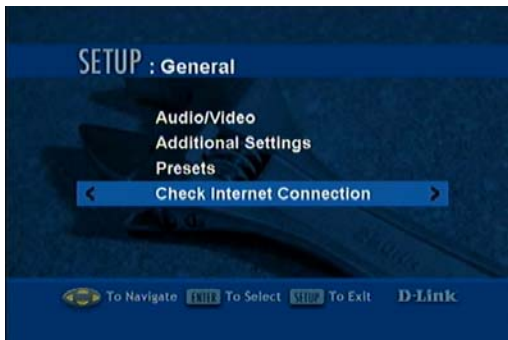 SETUP : General
Audio/Video
Additional Settings
Presets
< Check Internet Connection >
To Navigate ENTER To Select SETUP To Exit D-Link